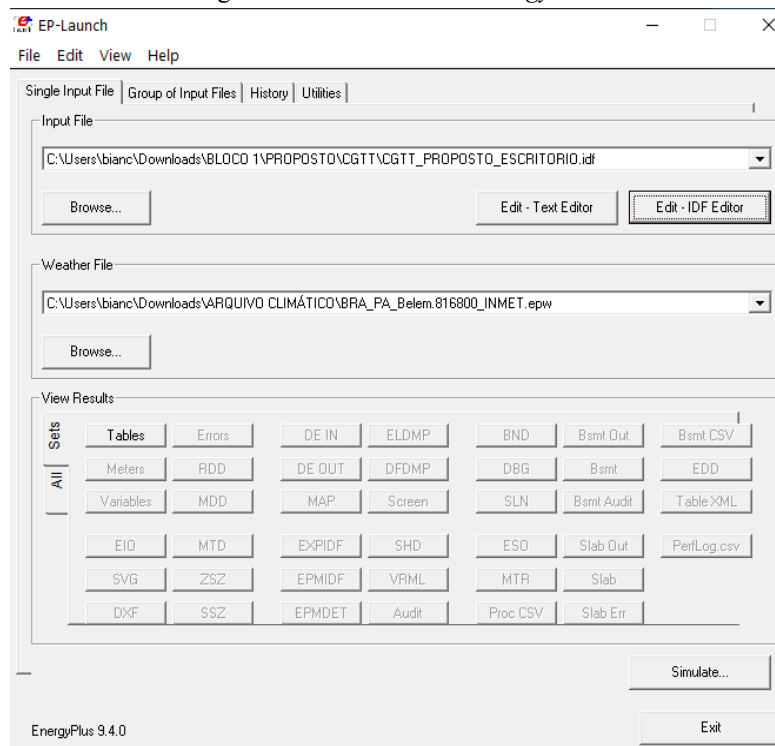 EP-Launch
File Edit View Help
Single Input File Group of Input Files History Utilities
Input File
C:\Users\bianc\Downloads\BLOCO 1\PROPOSTO\CGTT\CGTT_PROPOSTO_ESCRITORIO.idf
Browse... Edit - Text Editor Edit - IDF Editor
Weather File
C:\Users\bianc\Downloads\ARQUIVO CLIMÁTICO\BRA_PA_Belem.816800_INMET.epw
Browse...
View Results
Sets
All
Tables Errors DE IN ELDMP BND Bsmt Out Bsmt CSV
Meters RDD DE OUT DFDMP DBG Bsmt EDD
Variables MDD MAP Screen SLN Bsmt Audit Table XML
EIO MTD EXPIDF SHD ESO Slab Out PerfLog.csv
SVG ZSZ EPMIDF VRML MTR Slab
DXF SSZ EPMDET Audit Proc CSV Slab Err
Simulate...
EnergyPlus 9.4.0 Exit